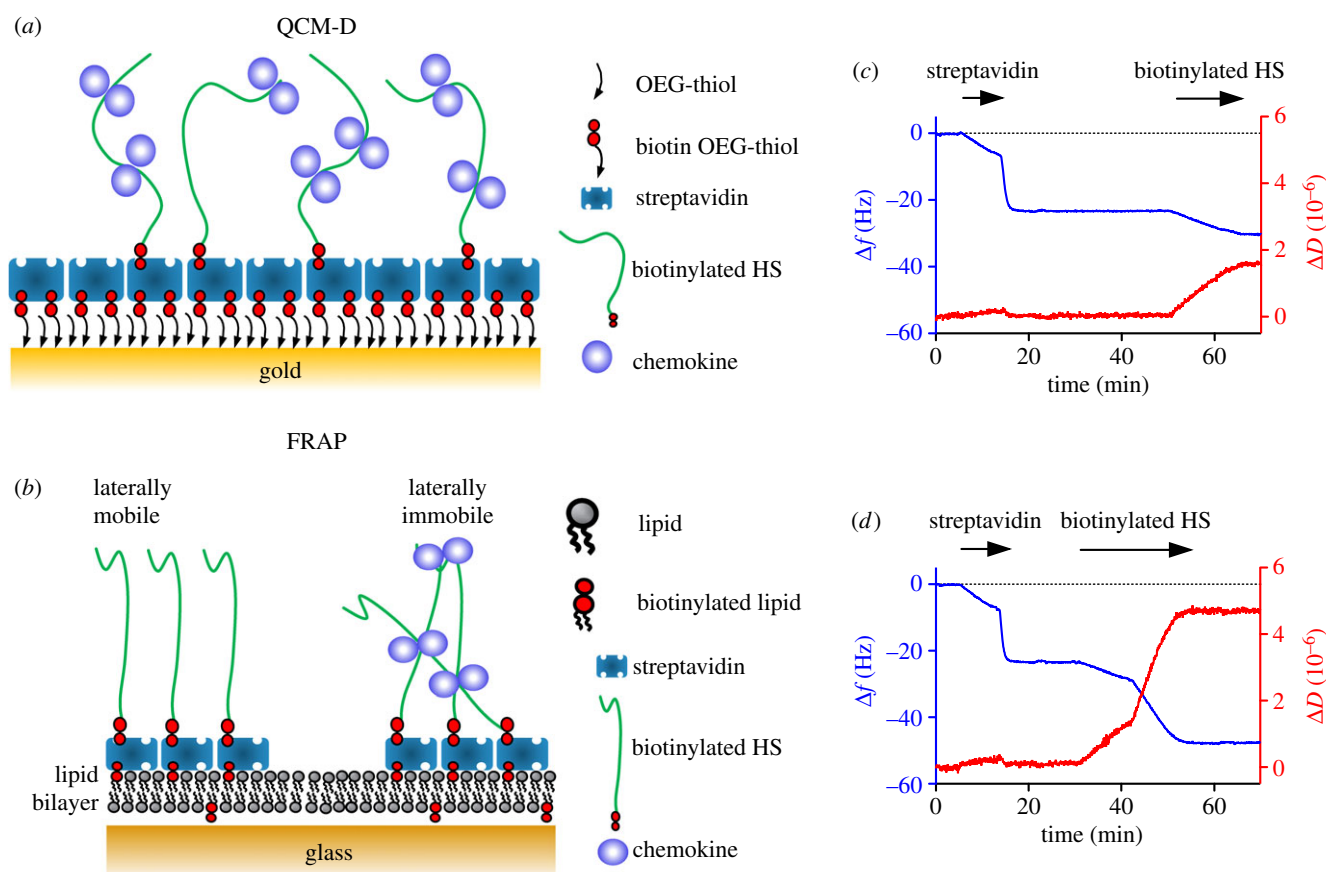 (a)
QCM-D
OEG-thiol
biotin OEG-thiol
streptavidin
biotinylated HS
chemokine
gold
(c)
streptavidin
biotinylated HS
0
–20
–40
–60
Δf (Hz)
6
4
2
0
ΔD (10⁻⁶)
0
20
40
60
time (min)
FRAP
(b)
laterally
mobile
laterally
immobile
lipid
biotinylated lipid
streptavidin
biotinylated HS
chemokine
lipid
bilayer
glass
(d)
streptavidin
biotinylated HS
0
–20
–40
–60
Δf (Hz)
6
4
2
0
ΔD (10⁻⁶)
0
20
40
60
time (min)